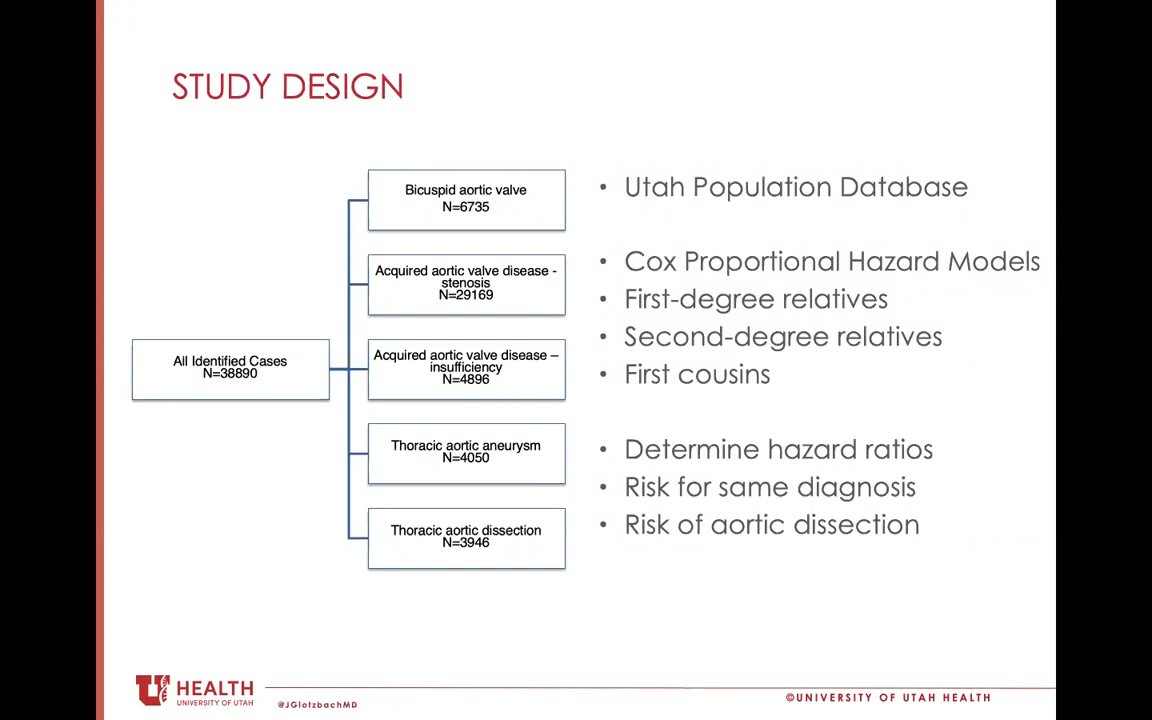 STUDY DESIGN
All Identified Cases
N=38890
Bicuspid aortic valve
N=6735
Acquired aortic valve disease -
stenosis
N=29169
Acquired aortic valve disease –
insufficiency
N=4896
Thoracic aortic aneurysm
N=4050
Thoracic aortic dissection
N=3946
• Utah Population Database
• Cox Proportional Hazard Models
• First-degree relatives
• Second-degree relatives
• First cousins
• Determine hazard ratios
• Risk for same diagnosis
• Risk of aortic dissection
U HEALTH
UNIVERSITY OF UTAH
@JGlotzbachMD
©UNIVERSITY OF UTAH HEALTH